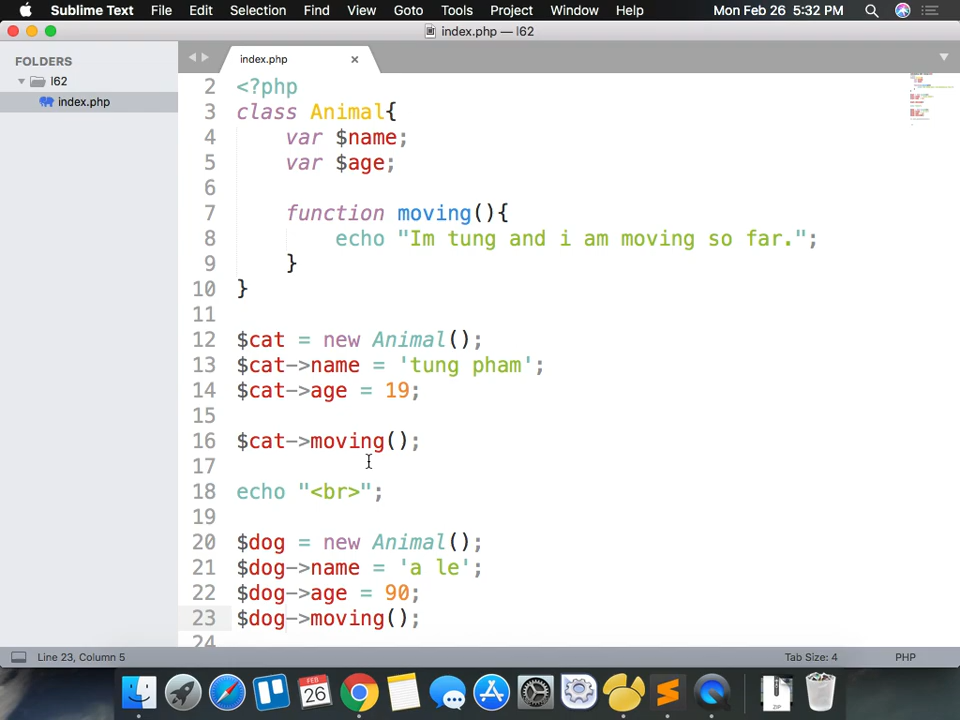 Sublime Text File Edit Selection Find View Goto Tools Project Window Help Mon Feb 26 5:32 PM
index.php — l62
FOLDERS
l62
index.php
index.php
2 <?php
3 class Animal{
4 var $name;
5 var $age;
6
7 function moving(){
8 echo "Im tung and i am moving so far.";
9 }
10 }
11
12 $cat = new Animal();
13 $cat->name = 'tung pham';
14 $cat->age = 19;
15
16 $cat->moving();
17
18 echo "<br>";
19
20 $dog = new Animal();
21 $dog->name = 'a le';
22 $dog->age = 90;
23 $dog->moving();
24
Line 23, Column 5 Tab Size: 4 PHP
FEB
26
ZIP